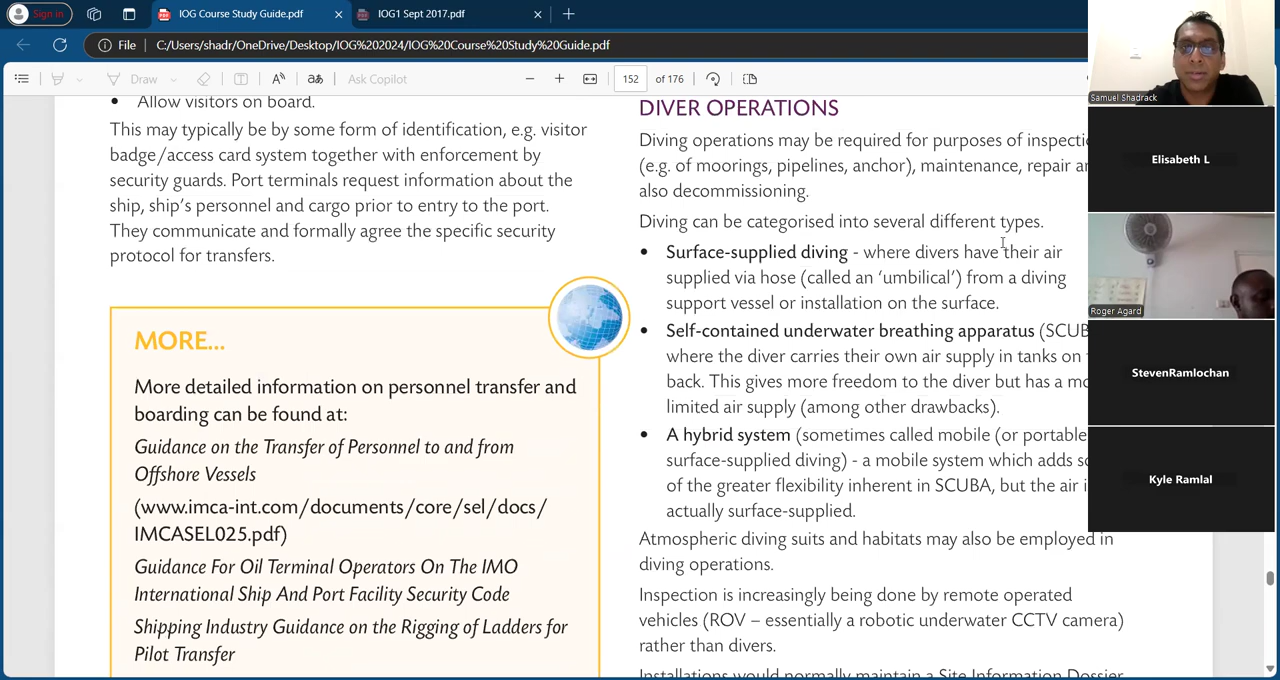 Sign in
IOG Course Study Guide.pdf
IOG1 Sept 2017.pdf
File
C:/Users/shadr/OneDrive/Desktop/IOG%202024/IOG%20Course%20Study%20Guide.pdf
Draw
Ask Copilot
152 of 176
Allow visitors on board.
This may typically be by some form of identification, e.g. visitor
badge/access card system together with enforcement by
security guards. Port terminals request information about the
ship, ship's personnel and cargo prior to entry to the port.
They communicate and formally agree the specific security
protocol for transfers.
MORE...
More detailed information on personnel transfer and
boarding can be found at:
Guidance on the Transfer of Personnel to and from
Offshore Vessels
(www.imca-int.com/documents/core/sel/docs/
IMCASEL025.pdf)
Guidance For Oil Terminal Operators On The IMO
International Ship And Port Facility Security Code
Shipping Industry Guidance on the Rigging of Ladders for
Pilot Transfer
DIVER OPERATIONS
Diving operations may be required for purposes of
(e.g. of moorings, pipelines, anchor), maintenance, repair
also decommissioning.
Diving can be categorised into several different types.
• Surface-supplied diving - where divers have their air
supplied via hose (called an 'umbilical') from a diving
support vessel or installation on the surface.
• Self-contained underwater breathing apparatus
where the diver carries their own air supply in tanks on
back. This gives more freedom to the diver but has a
limited air supply (among other drawbacks).
• A hybrid system (sometimes called mobile (or portable
surface-supplied diving) - a mobile system which adds
of the greater flexibility inherent in SCUBA, but the air
actually surface-supplied.
Atmospheric diving suits and habitats may also be employed in
diving operations.
Inspection is increasingly being done by remote operated
vehicles (ROV – essentially a robotic underwater CCTV camera)
rather than divers.
Installations would normally maintain a Site Information Dossier
Samuel Shadrack
Elisabeth L
Roger Agard
StevenRamlochan
Kyle Ramlal